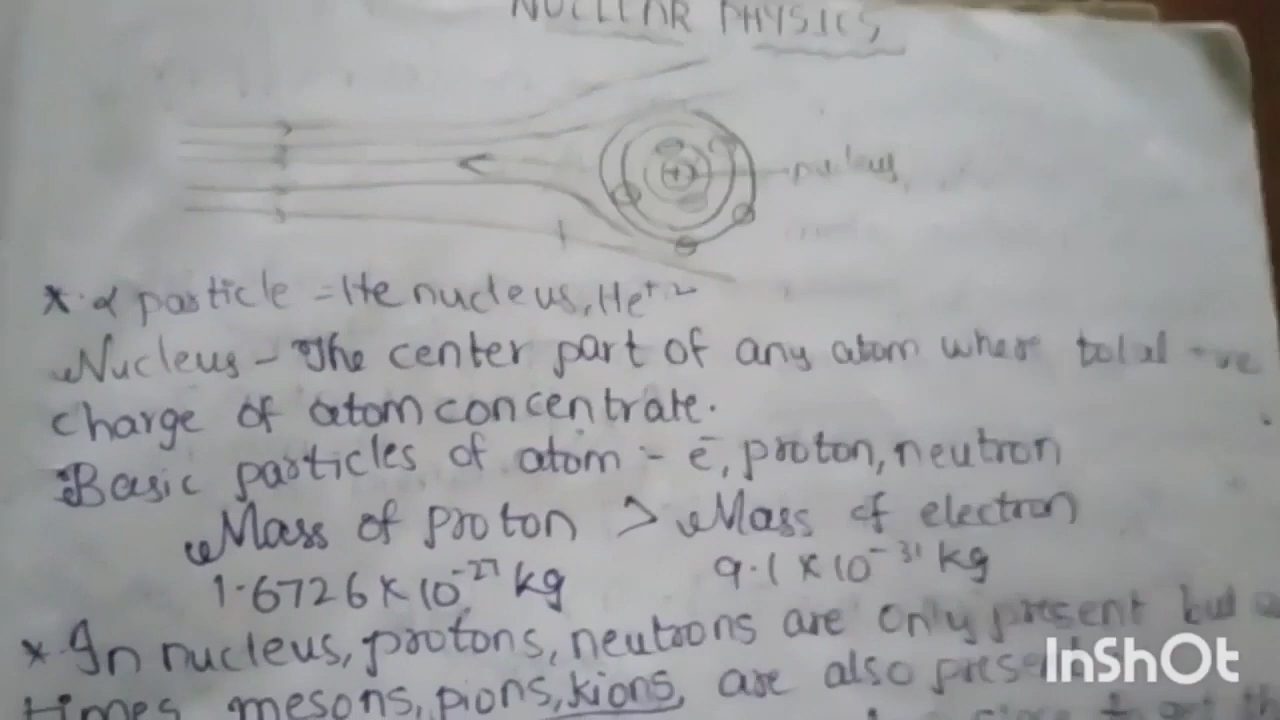 NUCLEAR PHYSICS
nucleus
* α particle = He nucleus, He⁺²
Nucleus - The center part of any atom where total +ve
charge of atom concentrate.
Basic particles of atom :- e̅, proton, neutron
Mass of proton > Mass of electron
1.6726 × 10⁻²⁷ kg 9.1 × 10⁻³¹ kg
* In nucleus, protons, neutrons are only present but
times mesons, pions, kions, are also
InShOt